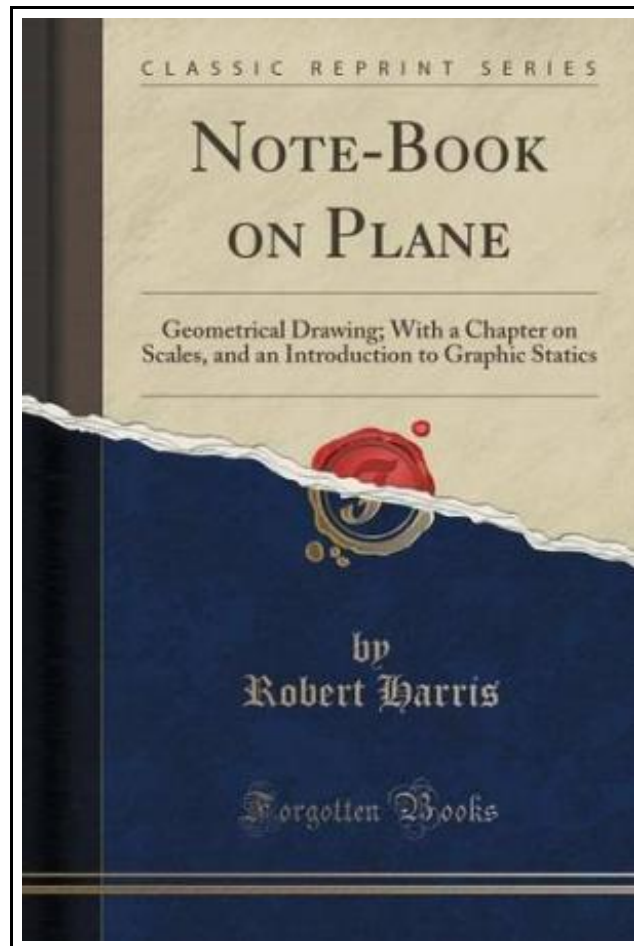 CLASSIC REPRINT SERIES
NOTE-BOOK
ON PLANE
Geometrical Drawing; With a Chapter on
Scales, and an Introduction to Graphic Statics
by
Robert Harris
Forgotten Books